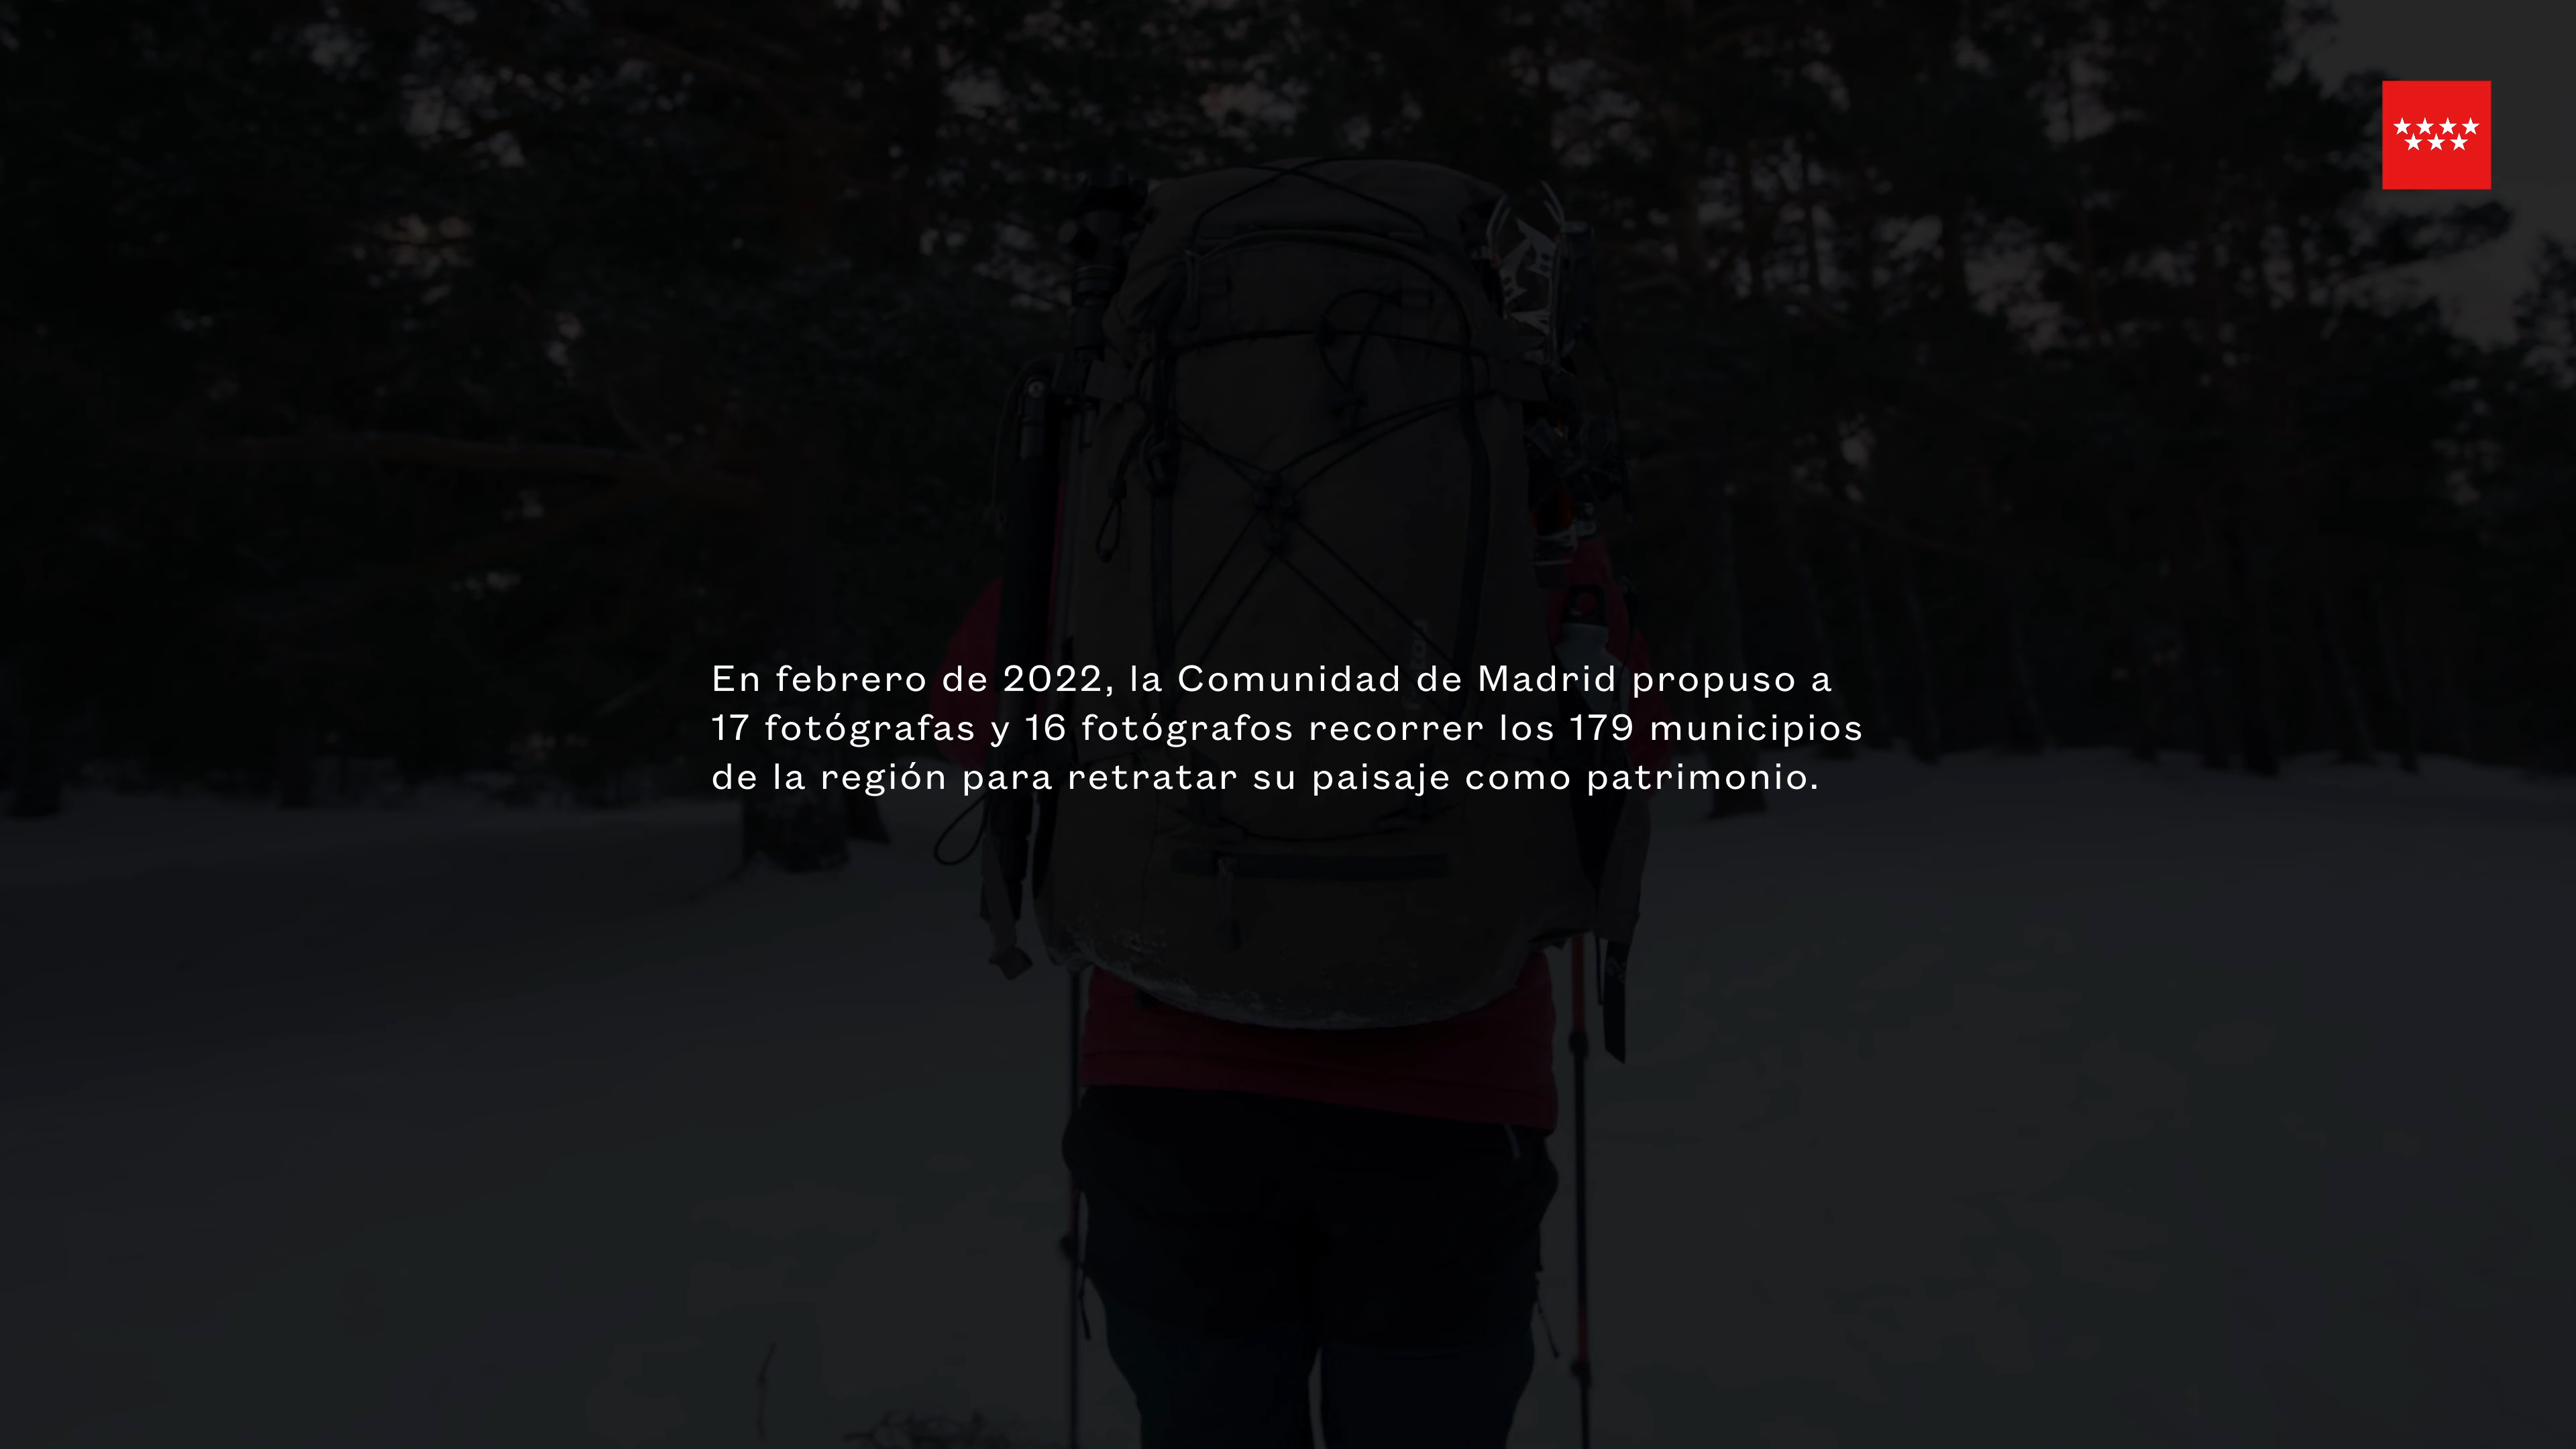 En febrero de 2022, la Comunidad de Madrid propuso a
17 fotógrafas y 16 fotógrafos recorrer los 179 municipios
de la región para retratar su paisaje como patrimonio.